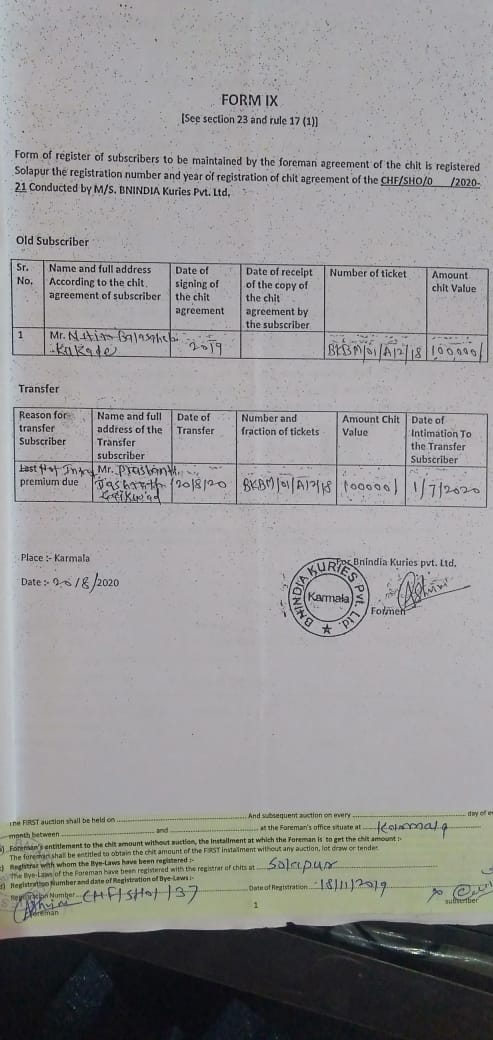 FORM IX
[See section 23 and rule 17 (1)]
Form of register of subscribers to be maintained by the foreman agreement of the chit is registered
Solapur the registration number and year of registration of chit agreement of the CHF/SHO/0 /2020-
21 Conducted by M/S. BNINDIA Kuries Pvt. Ltd,
Old Subscriber
Sr. No. Name and full address According to the chit agreement of subscriber Date of signing of the chit agreement Date of receipt of the copy of the chit agreement by the subscriber Number of ticket Amount chit Value
1 Mr. Nitin Balasaheb Kakade 2019 BKBM/01/A12/18 100000/
Transfer
Reason for transfer Subscriber Name and full address of the Transfer subscriber Date of Transfer Number and fraction of tickets Amount Chit Value Date of Intimation To the Transfer Subscriber
Last premium due Mr. Prashant Dashrath Gaikwad 20/8/20 BKBM/01/A12/18 100000/ 1/7/2020
Place :- Karmala
For Bnindia Kuries pvt. Ltd.
Date :- 20/8/2020
BNINDIA KURIES Pvt. Ltd.
Karmala
Formen
The FIRST auction shall be held on And subsequent auction on every day of
month between and at the Foreman's office situate at Karmala
Foreman's entitlement to the chit amount without auction, the Installment at which the Foreman is to get the chit amount :-
The foreman shall be entitled to obtain the chit amount of the FIRST installment without any auction, lot draw or tender.
Registrar with whom the Bye-Laws have been registered :-
The Bye-Laws of the Foreman have been registered with the registrar of chits at Solapur
Registration Number and date of Registration of Bye-Laws :-
Registration Number CHF/SHO1/37 Date of Registration 18/11/2019
Foreman
1
subscriber